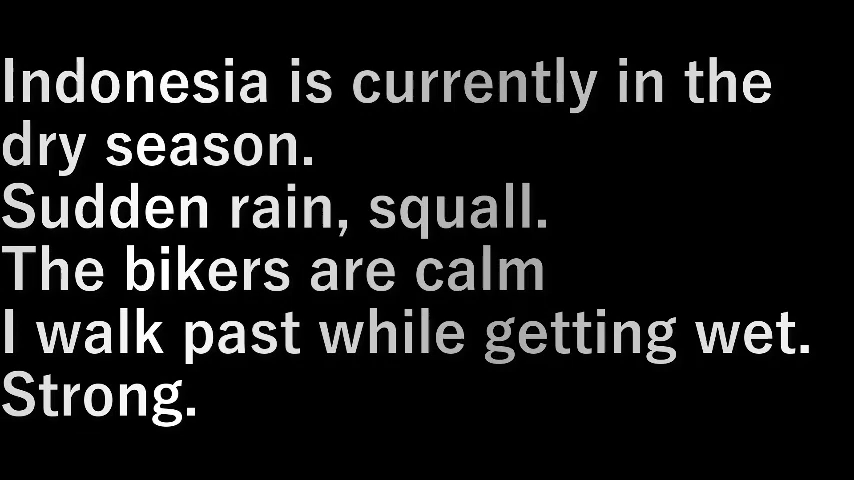 Indonesia is currently in the
dry season.
Sudden rain, squall.
The bikers are calm
I walk past while getting wet.
Strong.